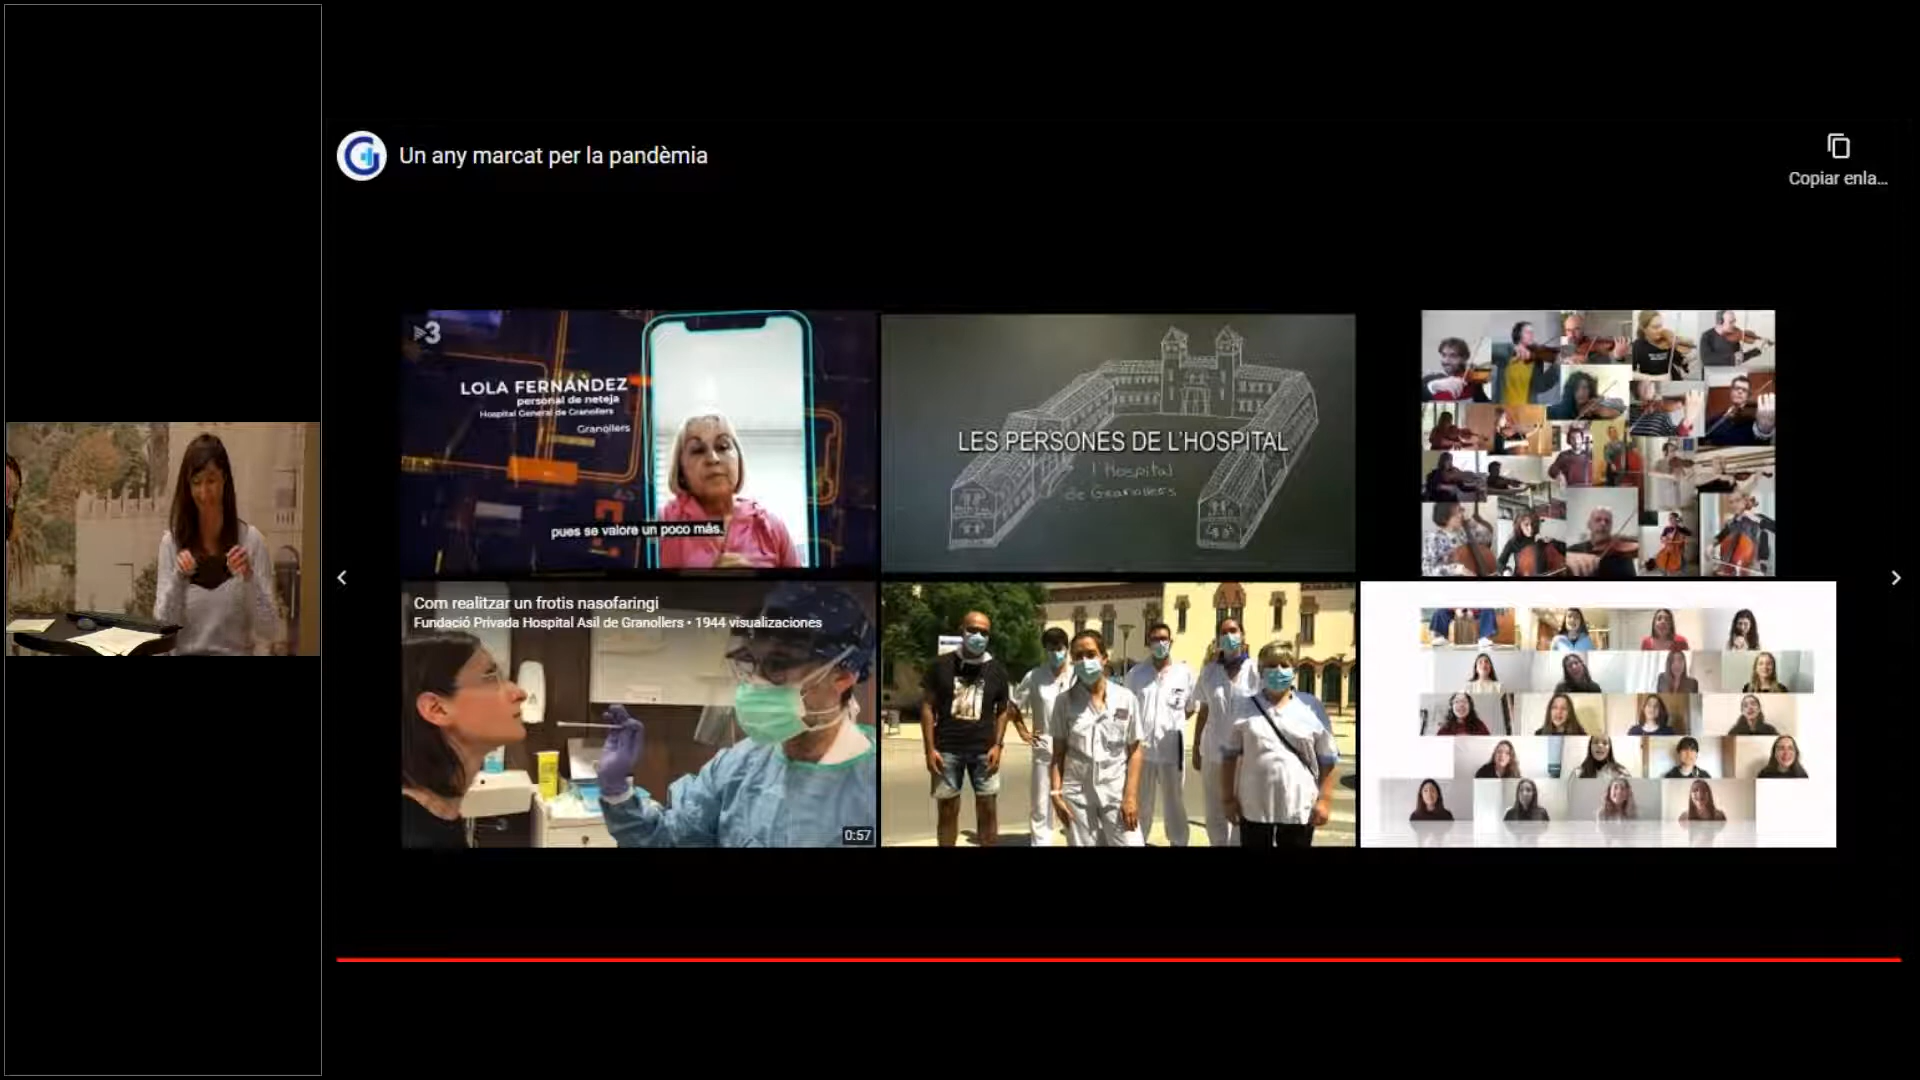 Un any marcat per la pandèmia
Copiar enla...
3
LOLA FERNÁNDEZ
personal de neteja
Hospital General de Granollers
Granollers
pues se valore un poco más.
LES PERSONES DE L'HOSPITAL
l'Hospital
de Granollers
Com realitzar un frotis nasofaringi
Fundació Privada Hospital Asil de Granollers • 1944 visualizaciones
0:57